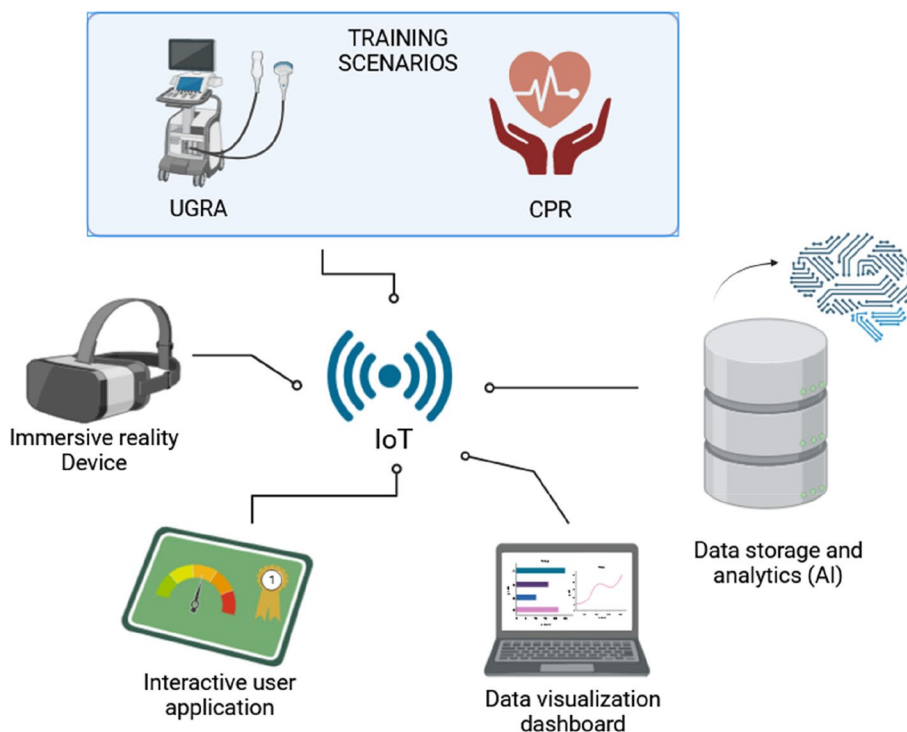 TRAINING
SCENARIOS
UGRA
CPR
IoT
Immersive reality
Device
Data storage and
analytics (AI)
1
Interactive user
application
Data visualization
dashboard